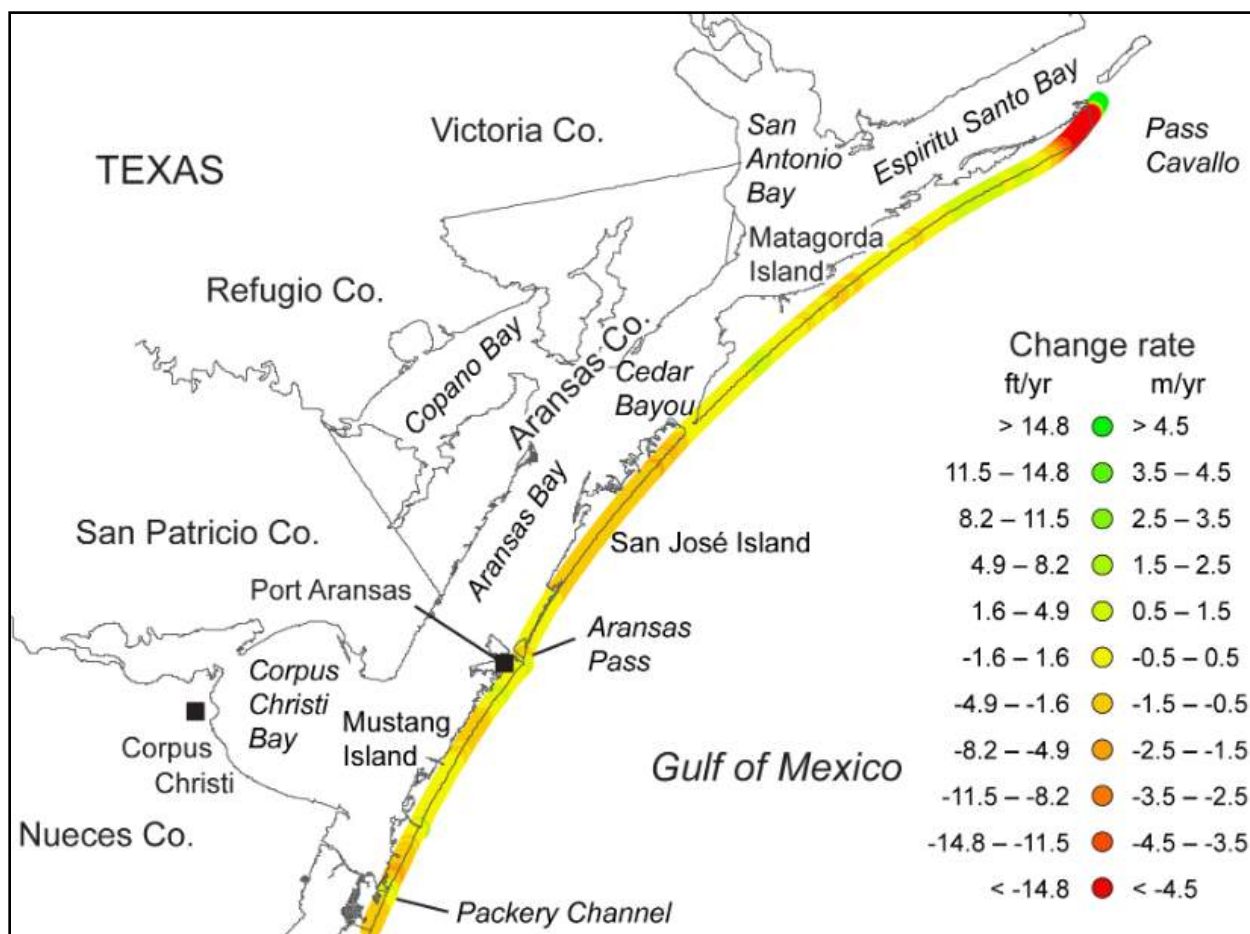 TEXAS
Victoria Co.
San
Antonio
Bay
Espiritu Santo Bay
Pass
Cavallo
Refugio Co.
Matagorda
Island
Copano Bay
Aransas Co.
Cedar
Bayou
San Patricio Co.
Aransas Bay
San José Island
Port Aransas
Aransas
Pass
Corpus
Christi
Bay
Mustang
Island
Corpus
Christi
Gulf of Mexico
Nueces Co.
Packery Channel
Change rate
ft/yr m/yr
> 14.8 > 4.5
11.5 – 14.8 3.5 – 4.5
8.2 – 11.5 2.5 – 3.5
4.9 – 8.2 1.5 – 2.5
1.6 – 4.9 0.5 – 1.5
-1.6 – 1.6 -0.5 – 0.5
-4.9 – -1.6 -1.5 – -0.5
-8.2 – -4.9 -2.5 – -1.5
-11.5 – -8.2 -3.5 – -2.5
-14.8 – -11.5 -4.5 – -3.5
< -14.8 < -4.5